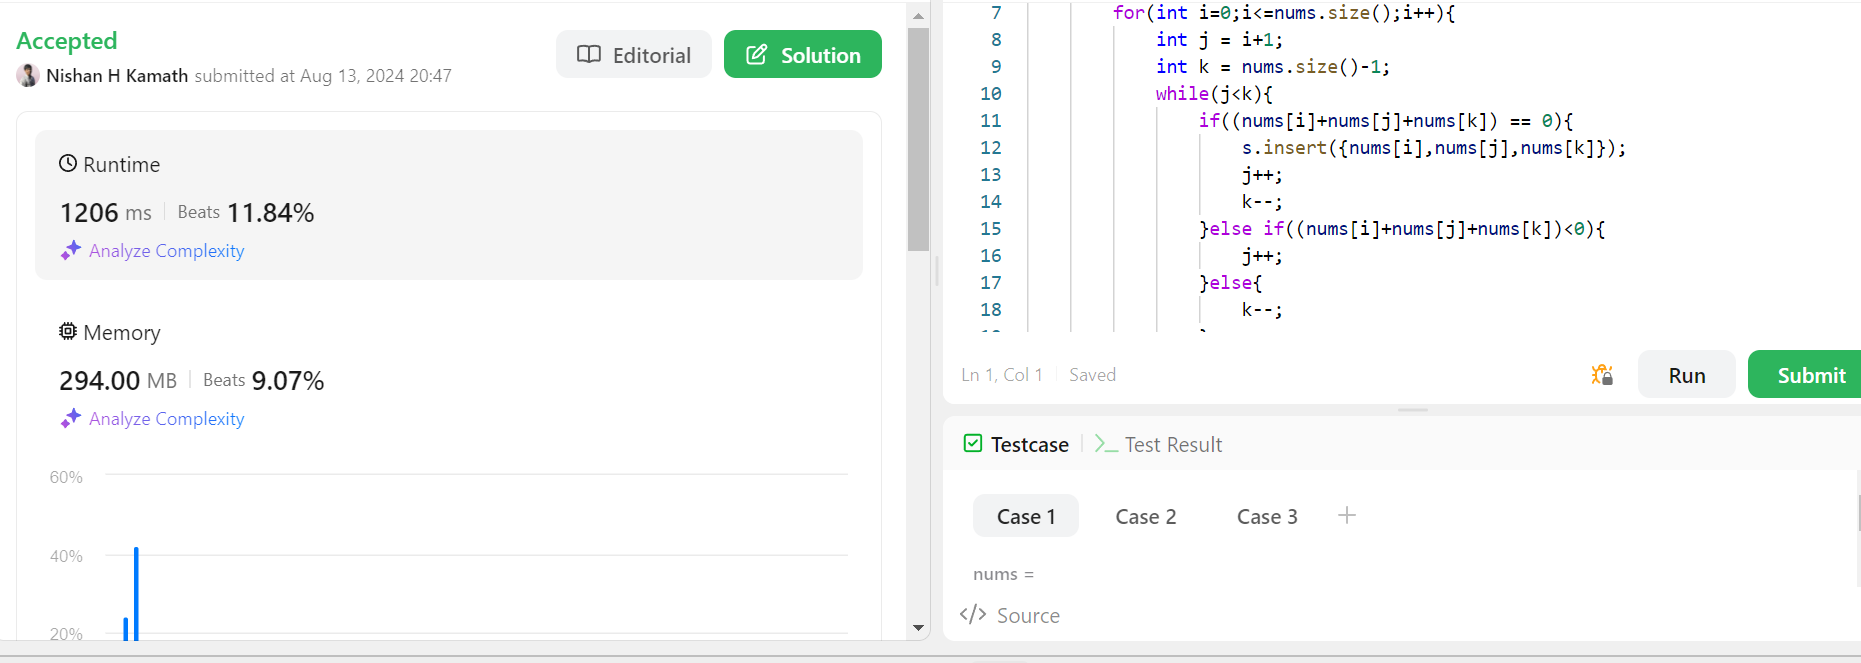 Accepted
Nishan H Kamath submitted at Aug 13, 2024 20:47
Editorial
Solution
Runtime
1206 ms | Beats 11.84%
Analyze Complexity
Memory
294.00 MB | Beats 9.07%
Analyze Complexity
60%
40%
20%
7 for(int i=0;i<=nums.size();i++){
8 int j = i+1;
9 int k = nums.size()-1;
10 while(j<k){
11 if((nums[i]+nums[j]+nums[k]) == 0){
12 s.insert({nums[i],nums[j],nums[k]});
13 j++;
14 k--;
15 }else if((nums[i]+nums[j]+nums[k])<0){
16 j++;
17 }else{
18 k--;
Ln 1, Col 1 | Saved
Run
Submit
Testcase | >_ Test Result
Case 1 Case 2 Case 3 +
nums =
</> Source